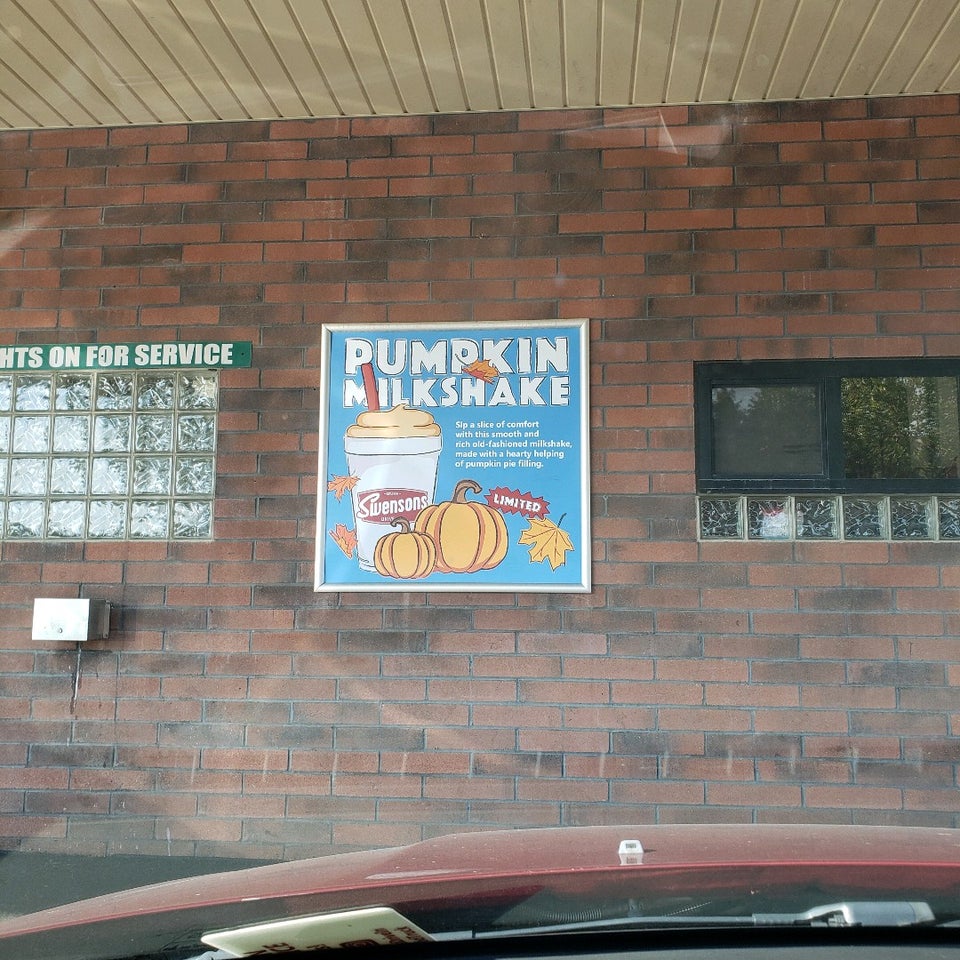 HTS ON FOR SERVICE
PUMPKIN
MILKSHAKE
Sip a slice of comfort
with this smooth and
rich old-fashioned milkshake,
made with a hearty helping
of pumpkin pie filling.
Swensons
LIMITED